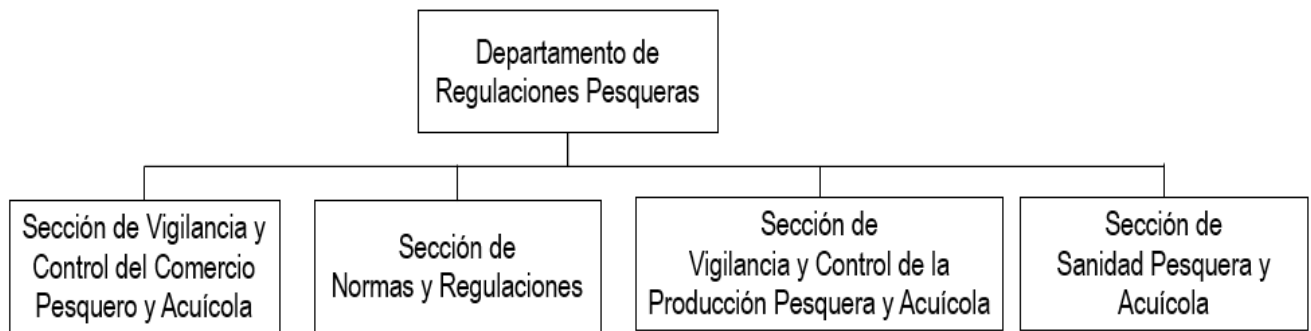 Departamento de
Regulaciones Pesqueras
Sección de Vigilancia y
Control del Comercio
Pesquero y Acuícola
Sección de
Normas y Regulaciones
Sección de
Vigilancia y Control de la
Producción Pesquera y Acuícola
Sección de
Sanidad Pesquera y
Acuícola